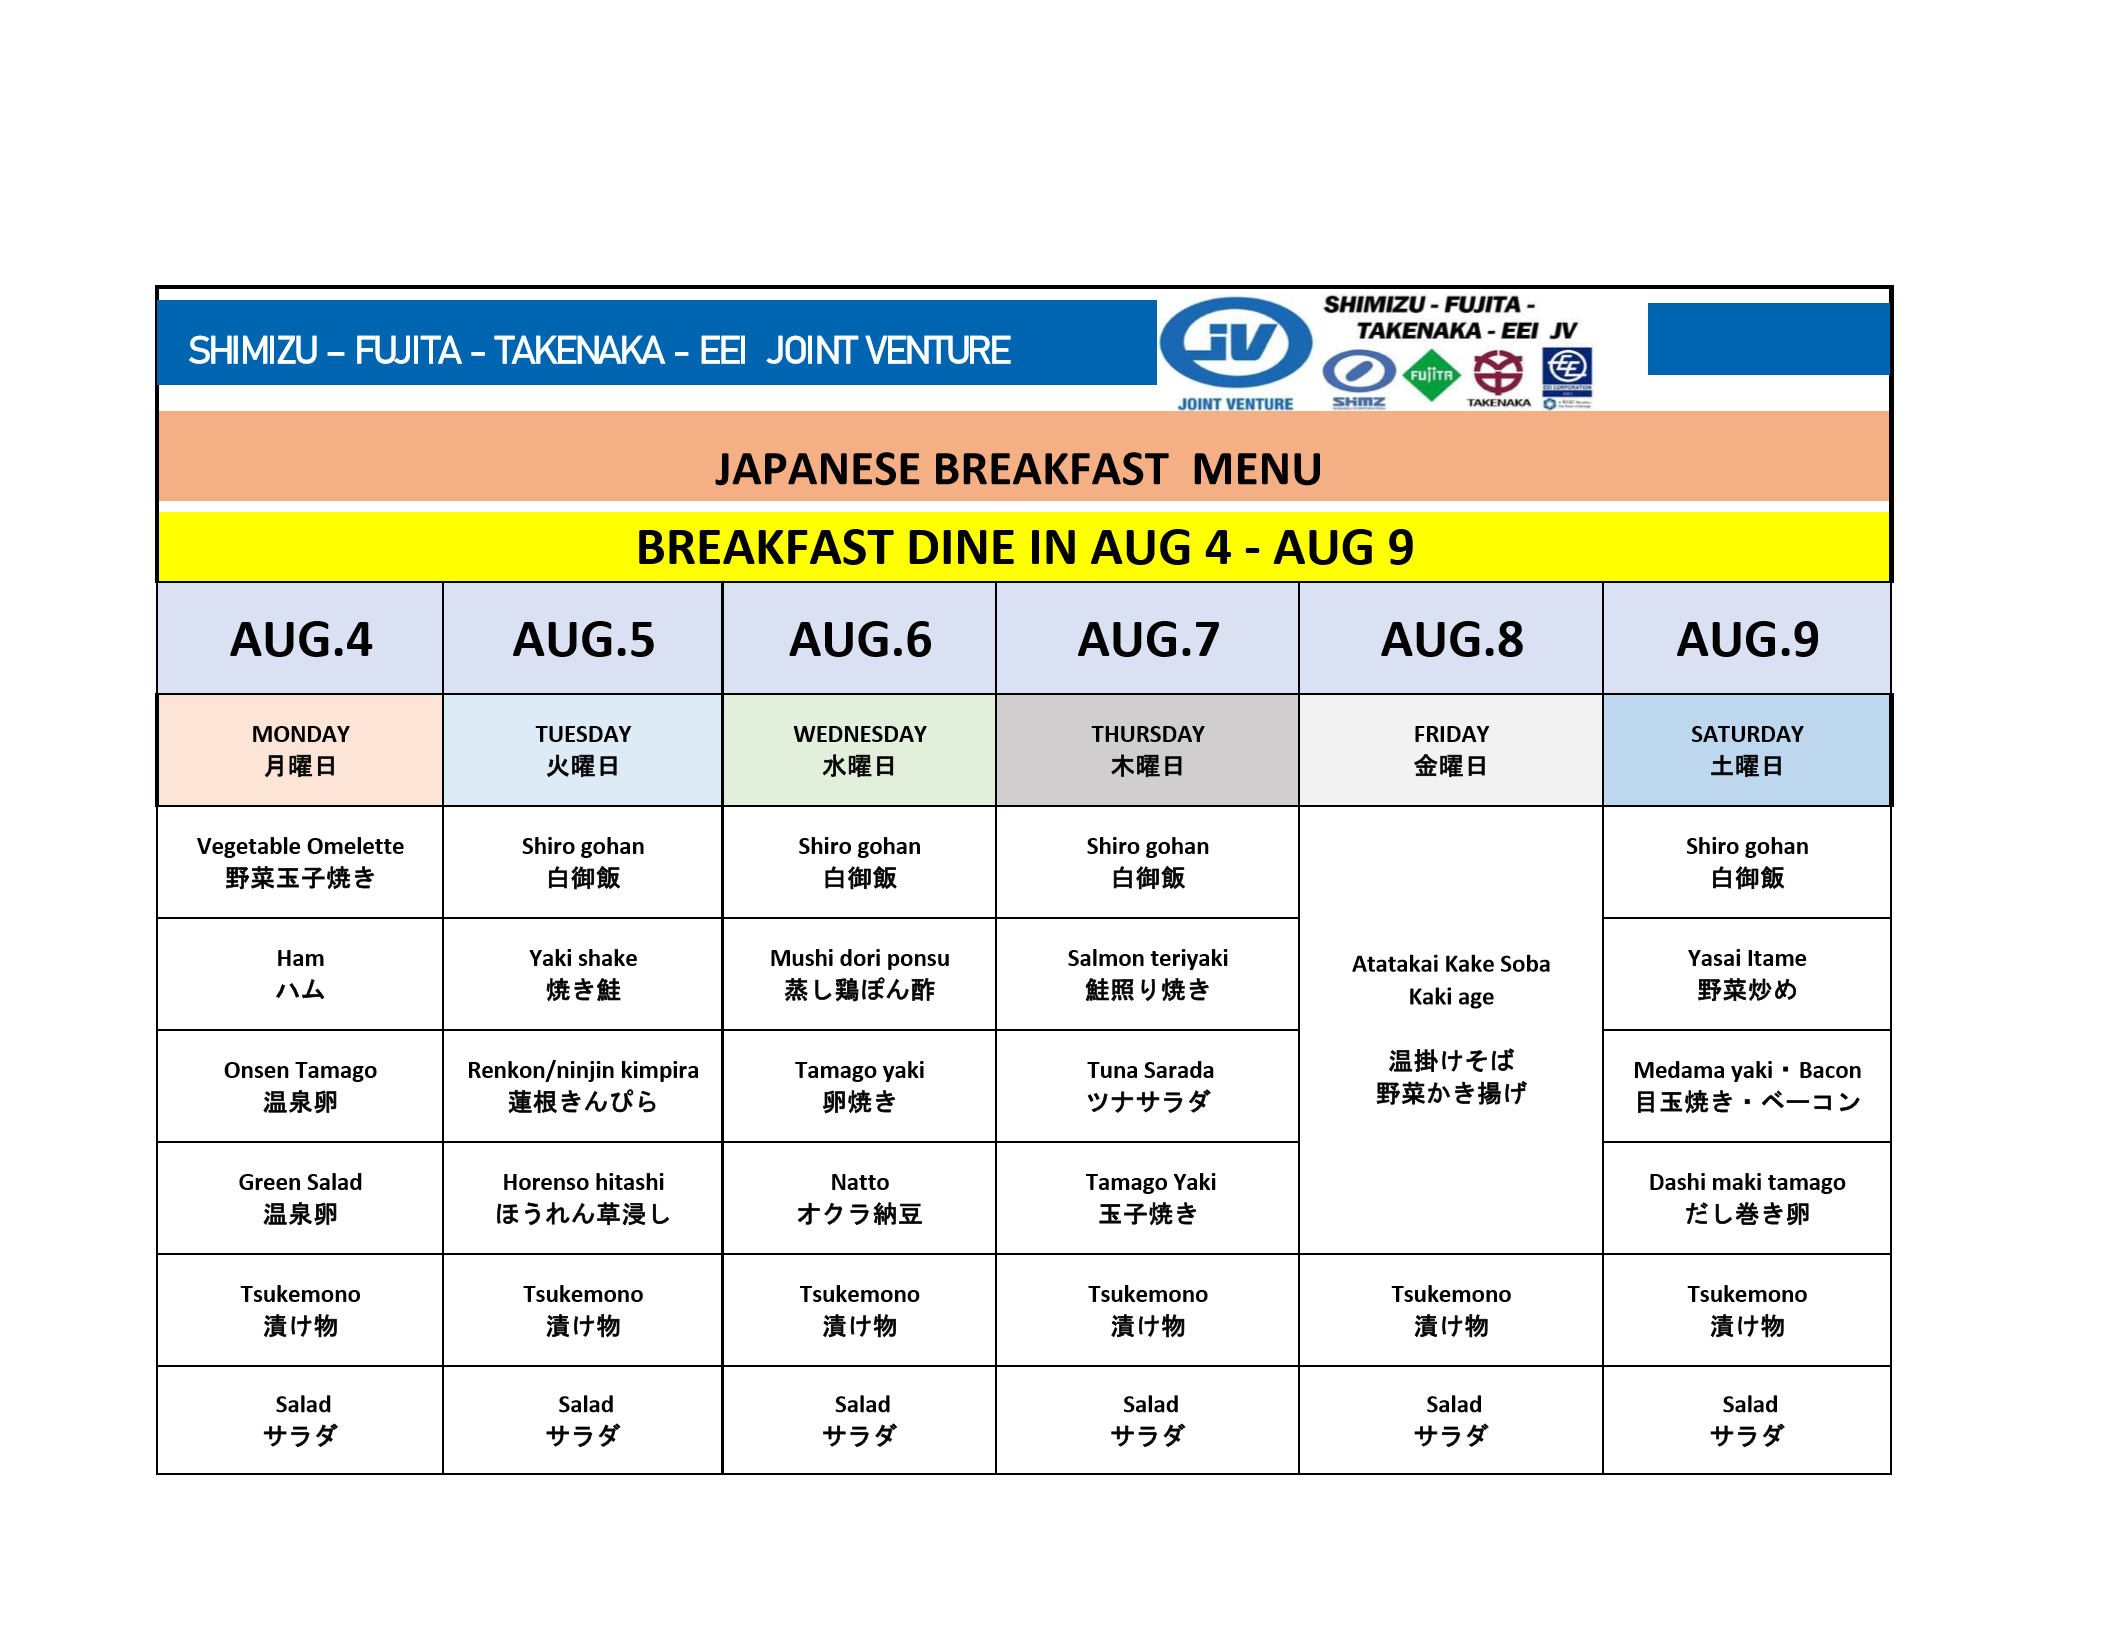 SHIMIZU – FUJITA - TAKENAKA - EEI JOINT VENTURE
JV
JOINT VENTURE
SHIMIZU - FUJITA -
TAKENAKA - EEI JV
SHMZ
FUJITA
TAKENAKA
EE
EEI CORPORATION
JAPANESE BREAKFAST MENU
BREAKFAST DINE IN AUG 4 - AUG 9
AUG.4
AUG.5
AUG.6
AUG.7
AUG.8
AUG.9
MONDAY
月曜日
TUESDAY
火曜日
WEDNESDAY
水曜日
THURSDAY
木曜日
FRIDAY
金曜日
SATURDAY
土曜日
Vegetable Omelette
野菜玉子焼き
Shiro gohan
白御飯
Shiro gohan
白御飯
Shiro gohan
白御飯
Atatakai Kake Soba
Kaki age
温掛けそば
野菜かき揚げ
Shiro gohan
白御飯
Ham
ハム
Yaki shake
焼き鮭
Mushi dori ponsu
蒸し鶏ぽん酢
Salmon teriyaki
鮭照り焼き
Yasai Itame
野菜炒め
Onsen Tamago
温泉卵
Renkon/ninjin kimpira
蓮根きんぴら
Tamago yaki
卵焼き
Tuna Sarada
ツナサラダ
Medama yaki・Bacon
目玉焼き・ベーコン
Green Salad
温泉卵
Horenso hitashi
ほうれん草浸し
Natto
オクラ納豆
Tamago Yaki
玉子焼き
Dashi maki tamago
だし巻き卵
Tsukemono
漬け物
Tsukemono
漬け物
Tsukemono
漬け物
Tsukemono
漬け物
Tsukemono
漬け物
Tsukemono
漬け物
Salad
サラダ
Salad
サラダ
Salad
サラダ
Salad
サラダ
Salad
サラダ
Salad
サラダ